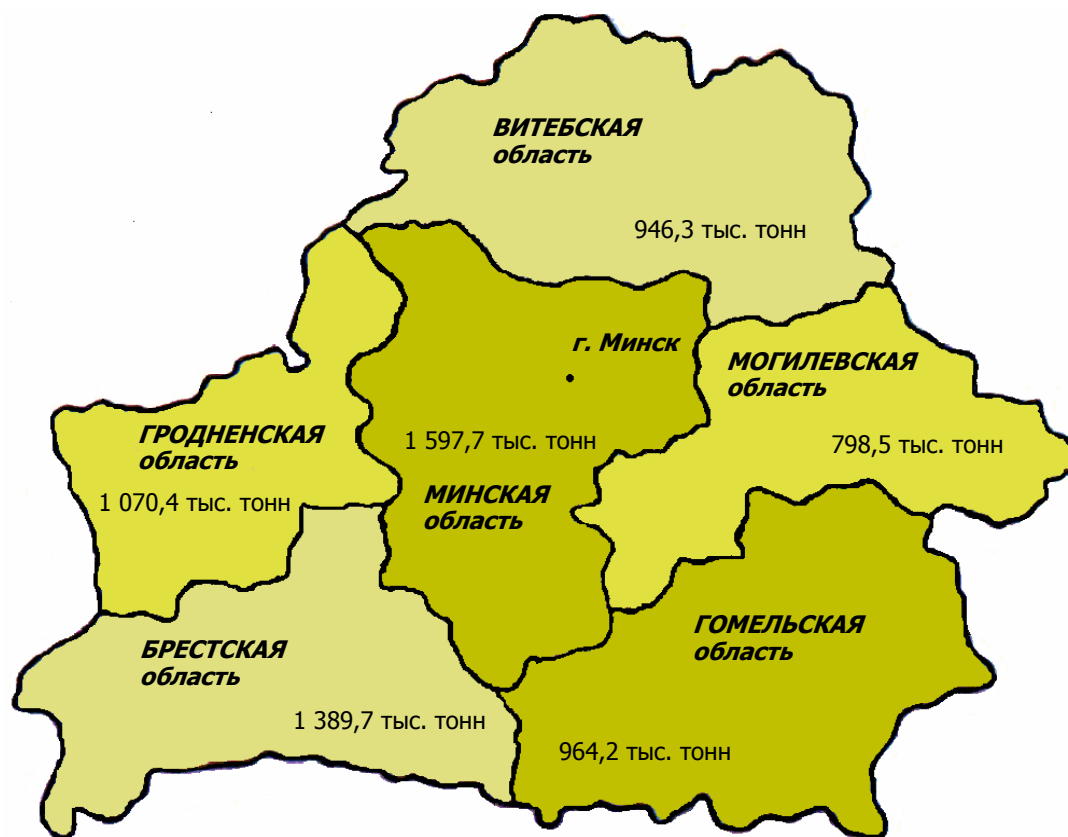 ВИТЕБСКАЯ
область
946,3 тыс. тонн
г. Минск
МОГИЛЕВСКАЯ
область
798,5 тыс. тонн
ГРОДНЕНСКАЯ
область
1 070,4 тыс. тонн
1 597,7 тыс. тонн
МИНСКАЯ
область
ГОМЕЛЬСКАЯ
область
964,2 тыс. тонн
БРЕСТСКАЯ
область
1 389,7 тыс. тонн